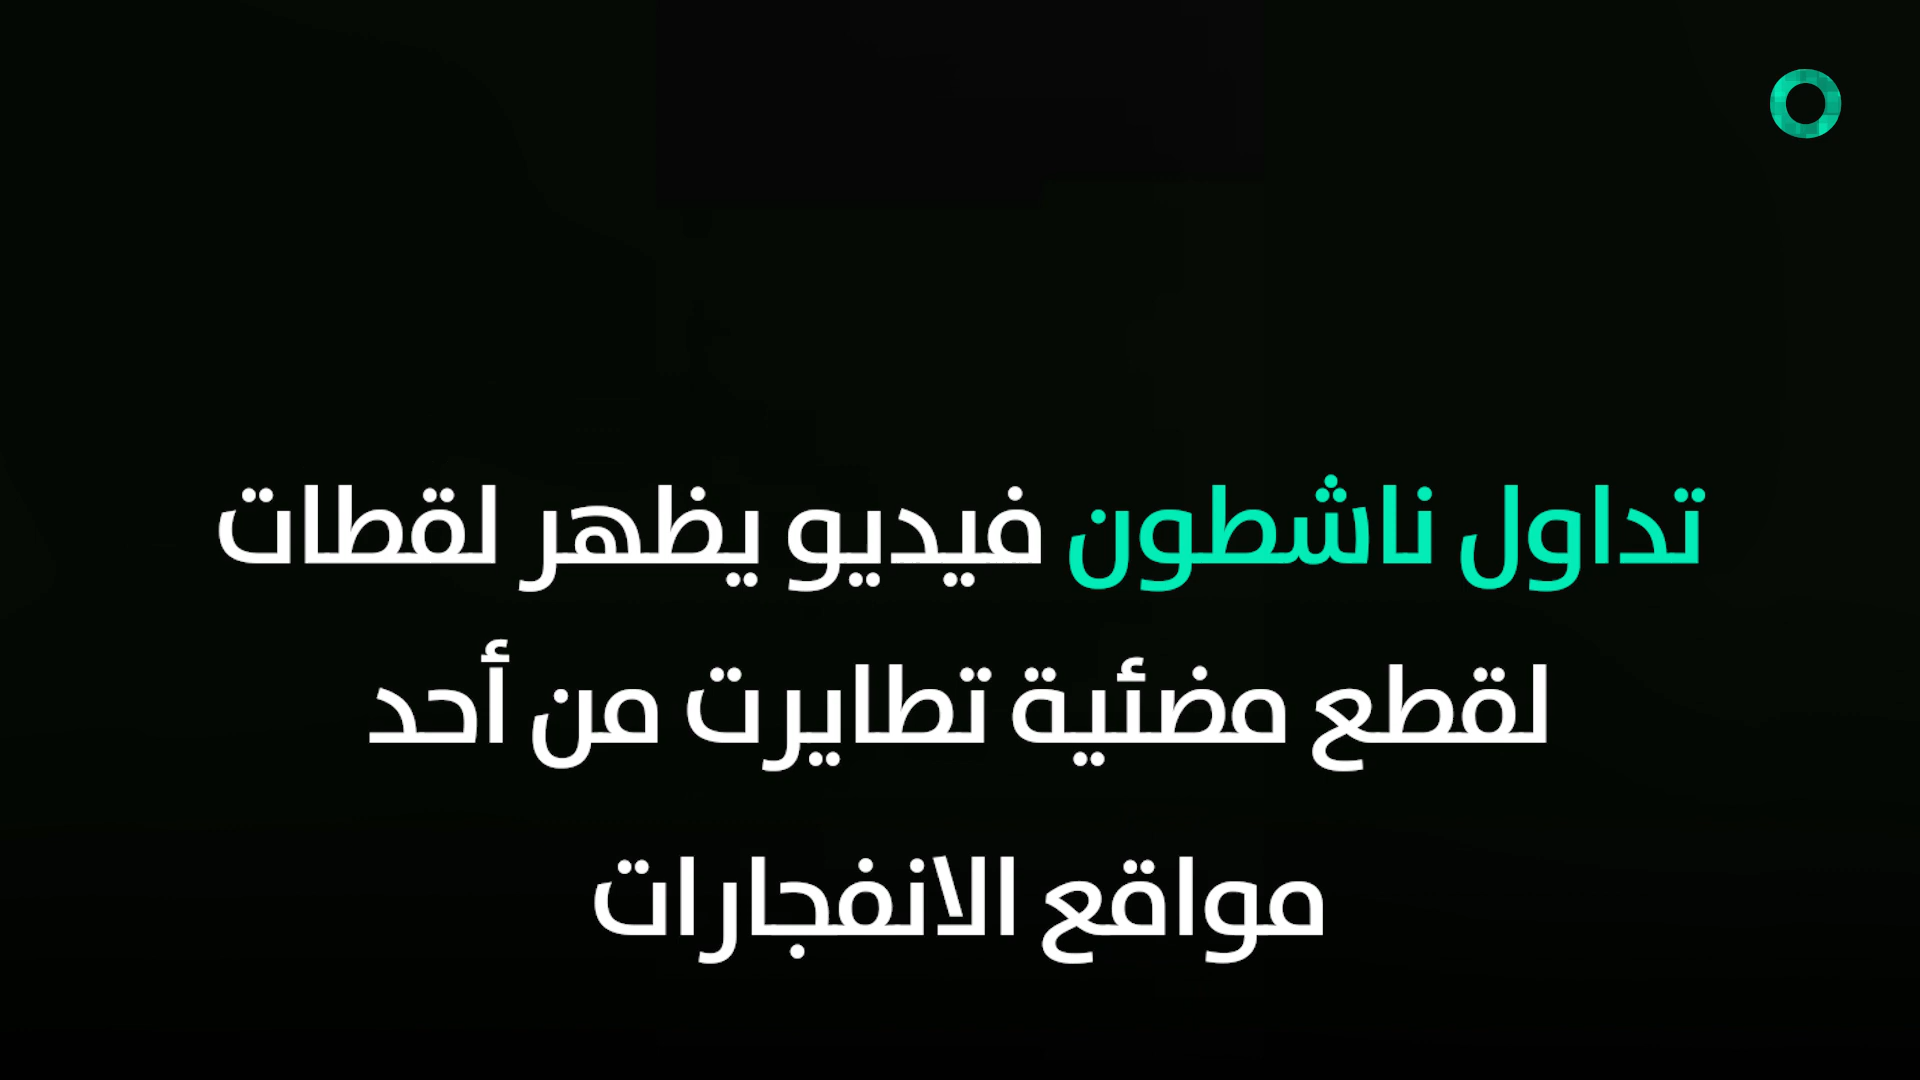 تداول ناشطون فيديو يظهر لقطات
لقطع مضئية تطايرت من أحد
مواقع الانفجارات